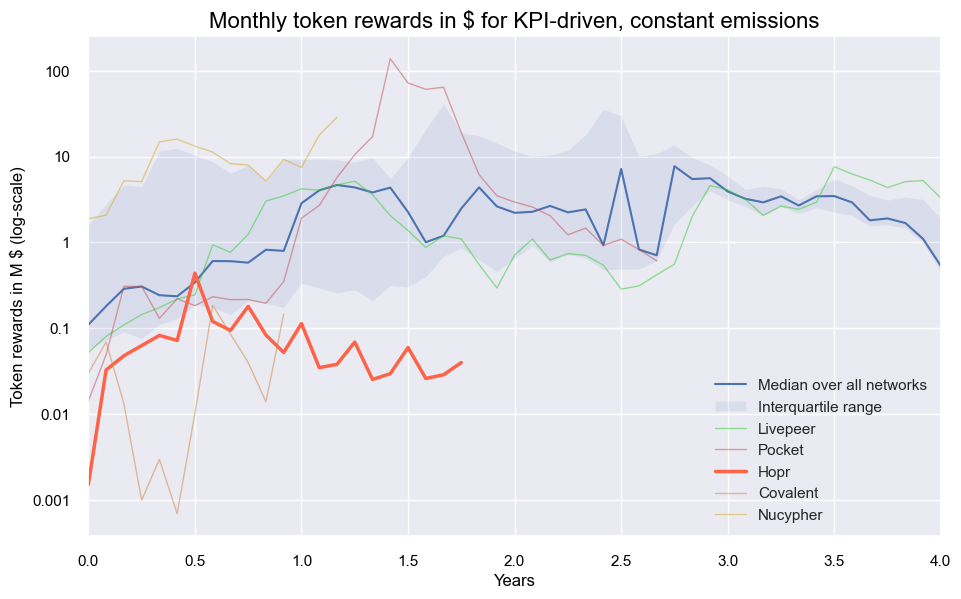 Monthly token rewards in $ for KPI-driven, constant emissions
Token rewards in M $ (log-scale)
100
10
1
0.1
0.01
0.001
Median over all networks
Interquartile range
Livepeer
Pocket
Hopr
Covalent
Nucypher
0.0 0.5 1.0 1.5 2.0 2.5 3.0 3.5 4.0
Years